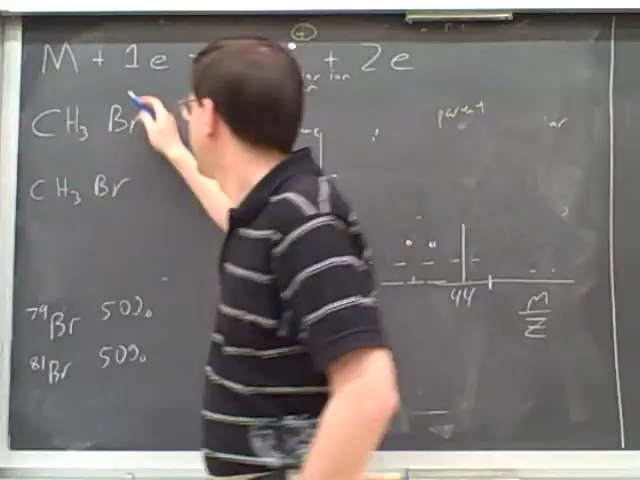 M + 1e + 2e
CH3 Br
parent
CH3 Br
44
M
Z
79Br 50%
81Br 50%